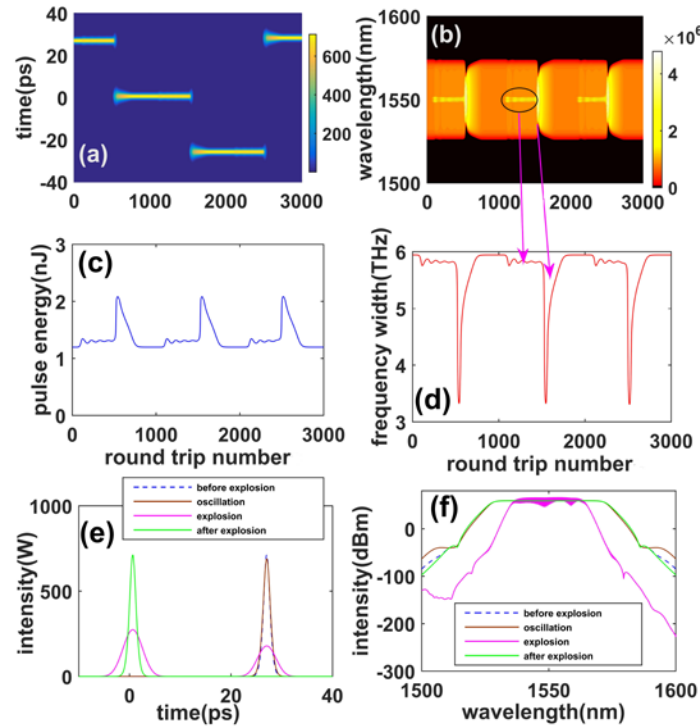 40
20
0
-20
-40
time(ps)
(a)
0 1000 2000 3000
600
400
200
1600
1550
1500
wavelength(nm)
(b)
0 1000 2000 3000
×10⁶
4
2
0
3
2
1
0
pulse energy(nJ)
(c)
0 1000 2000 3000
round trip number
6
5
4
3
frequency width(THz)
(d)
0 1000 2000 3000
round trip number
before explosion
oscillation
explosion
after explosion
1000
500
0
intensity(W)
(e)
0 20 40
time(ps)
0
-100
-200
-300
intensity(dBm)
(f)
before explosion
oscillation
explosion
after explosion
1500 1550 1600
wavelength(nm)